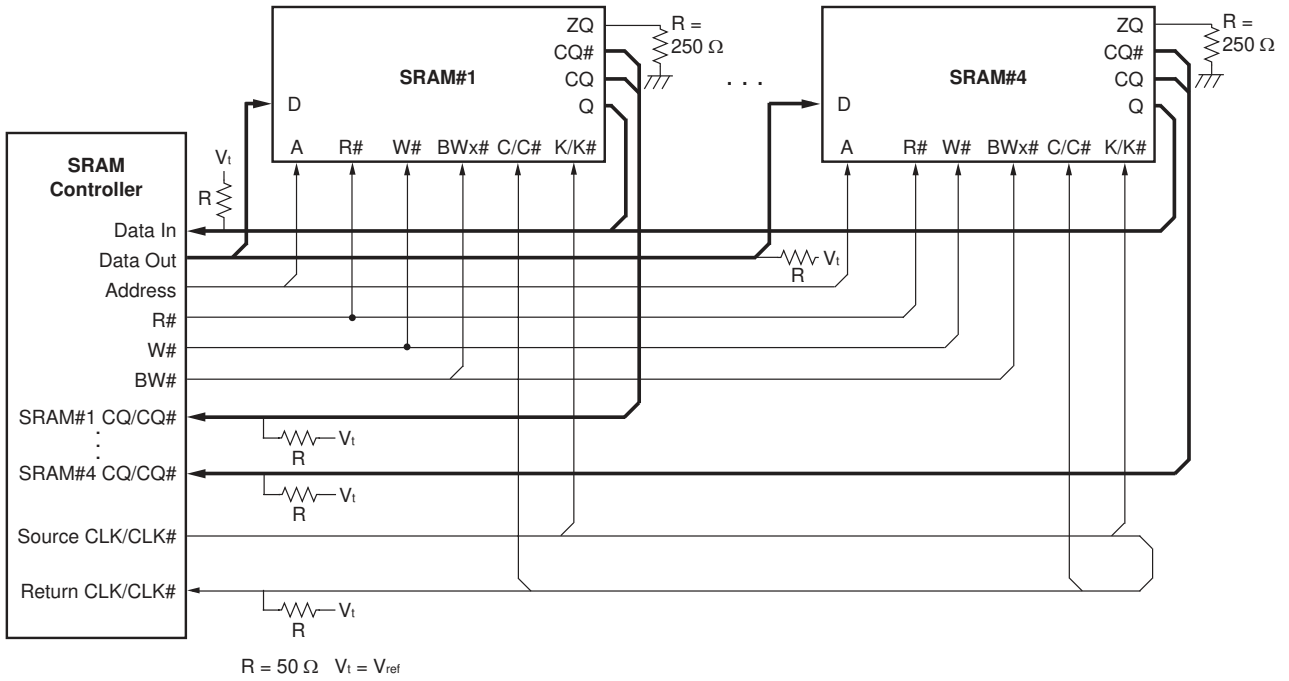 ZQ
R =
250 Ω
CQ#
SRAM#1
CQ
D
Q
A R# W# BWx# C/C# K/K#
. . .
ZQ
R =
250 Ω
CQ#
SRAM#4
CQ
D
Q
A R# W# BWx# C/C# K/K#
SRAM
Controller
Vt
R
Data In
Data Out
Vt
R
Address
R#
W#
BW#
SRAM#1 CQ/CQ#
Vt
R
SRAM#4 CQ/CQ#
Vt
R
Source CLK/CLK#
Return CLK/CLK#
Vt
R
R = 50 Ω Vt = Vref